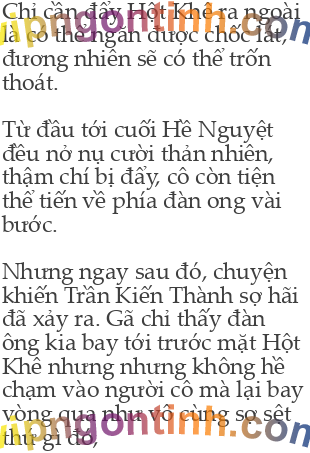 Chỉ cần đẩy Hột Khê ra ngoài
là có thể ngăn được chốc lát,
đương nhiên sẽ có thể trốn
thoát.
Từ đầu tới cuối Hề Nguyệt
đều nở nụ cười thản nhiên,
thậm chí bị đẩy, cô còn tiện
thể tiến về phía đàn ong vài
bước.
Nhưng ngay sau đó, chuyện
khiến Trần Kiến Thành sợ hãi
đã xảy ra. Gã chỉ thấy đàn
ông kia bay tới trước mặt Hột
Khê nhưng nhưng không hề
chạm vào người cô mà lại bay
vòng qua như vô cùng sợ sệt
thứ gì đó,
vipngontinh.com
vipngontinh.com